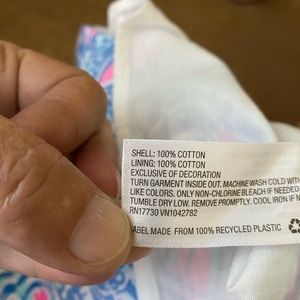 SHELL: 100% COTTON
LINING: 100% COTTON
EXCLUSIVE OF DECORATION
TURN GARMENT INSIDE OUT. MACHINE WASH COLD WITH
LIKE COLORS. ONLY NON-CHLORINE BLEACH IF NEEDED.
TUMBLE DRY LOW. REMOVE PROMPTLY. COOL IRON IF N
RN17730 VN1042782
ABEL MADE FROM 100% RECYCLED PLASTIC